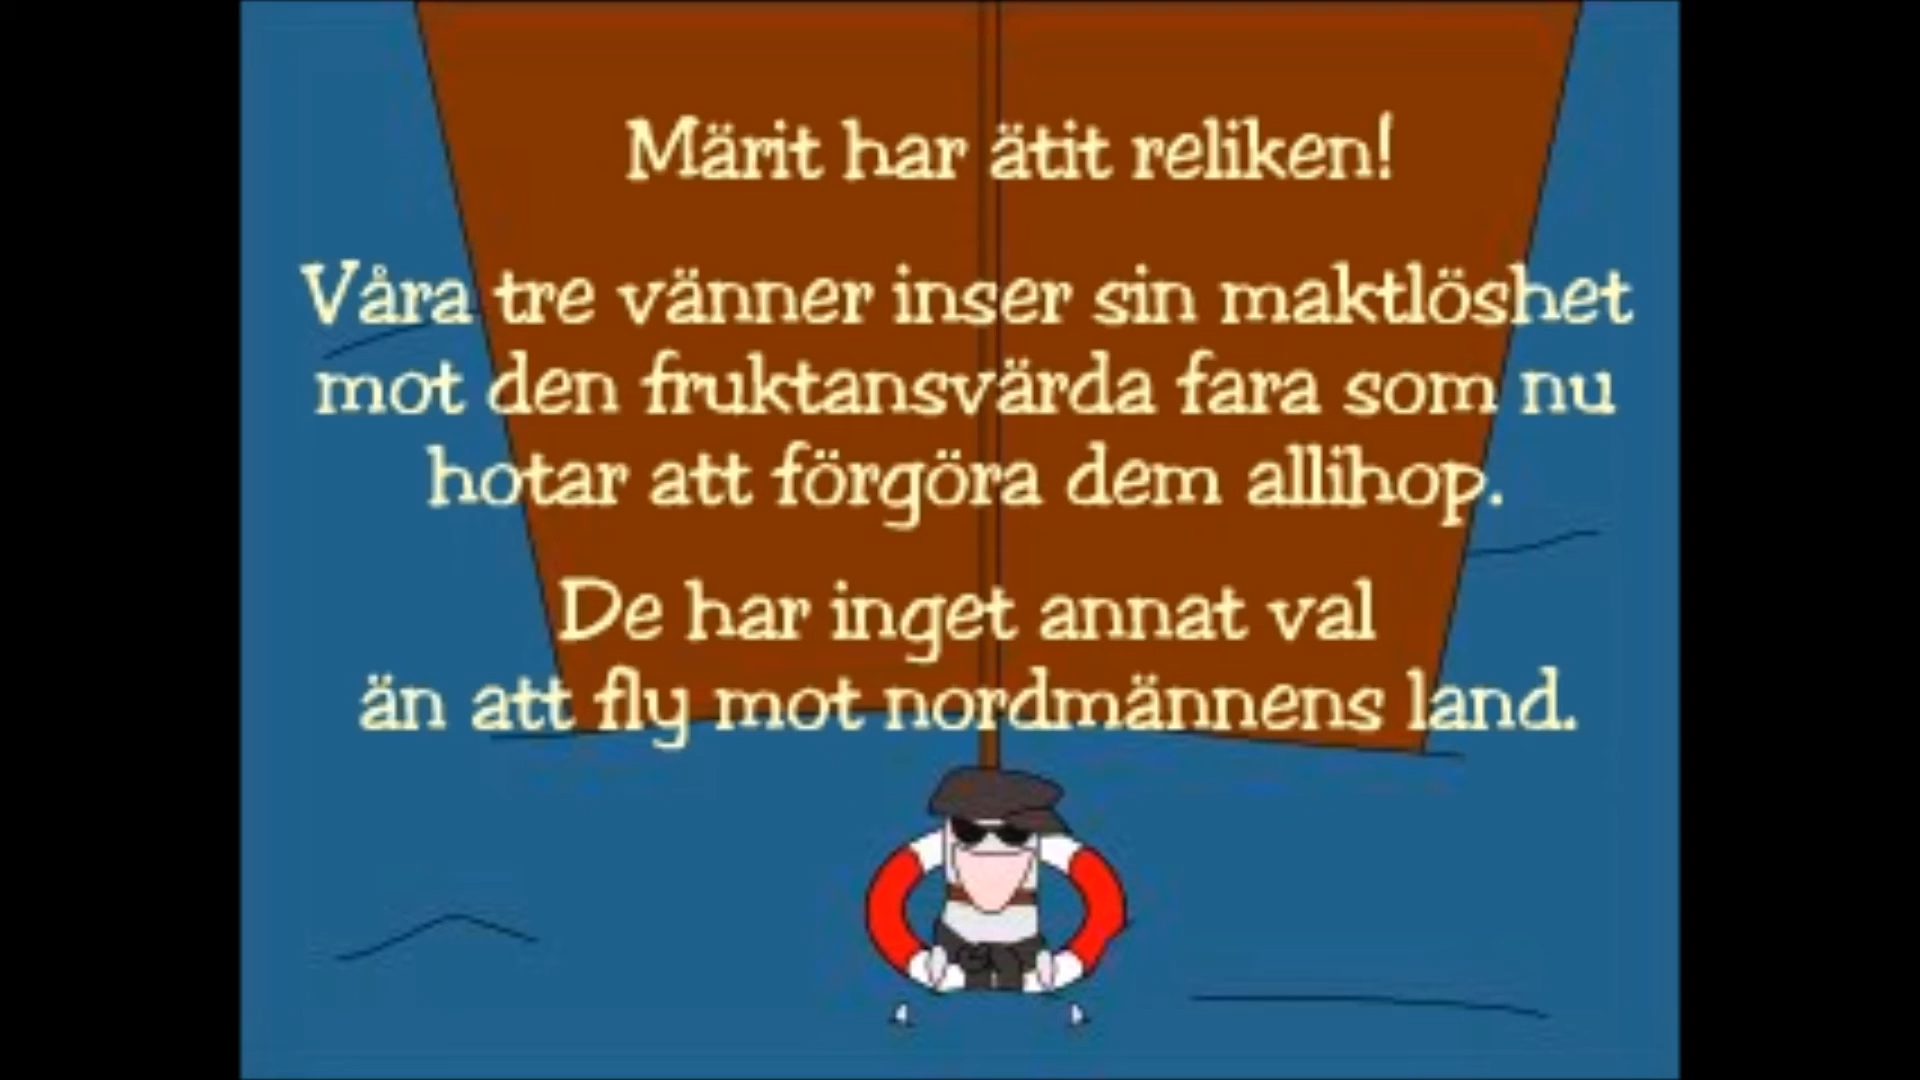 Märit har ätit reliken!
Våra tre vänner inser sin maktlöshet
mot den fruktansvärda fara som nu
hotar att förgöra dem allihop.
De har inget annat val
än att fly mot nordmännens land.